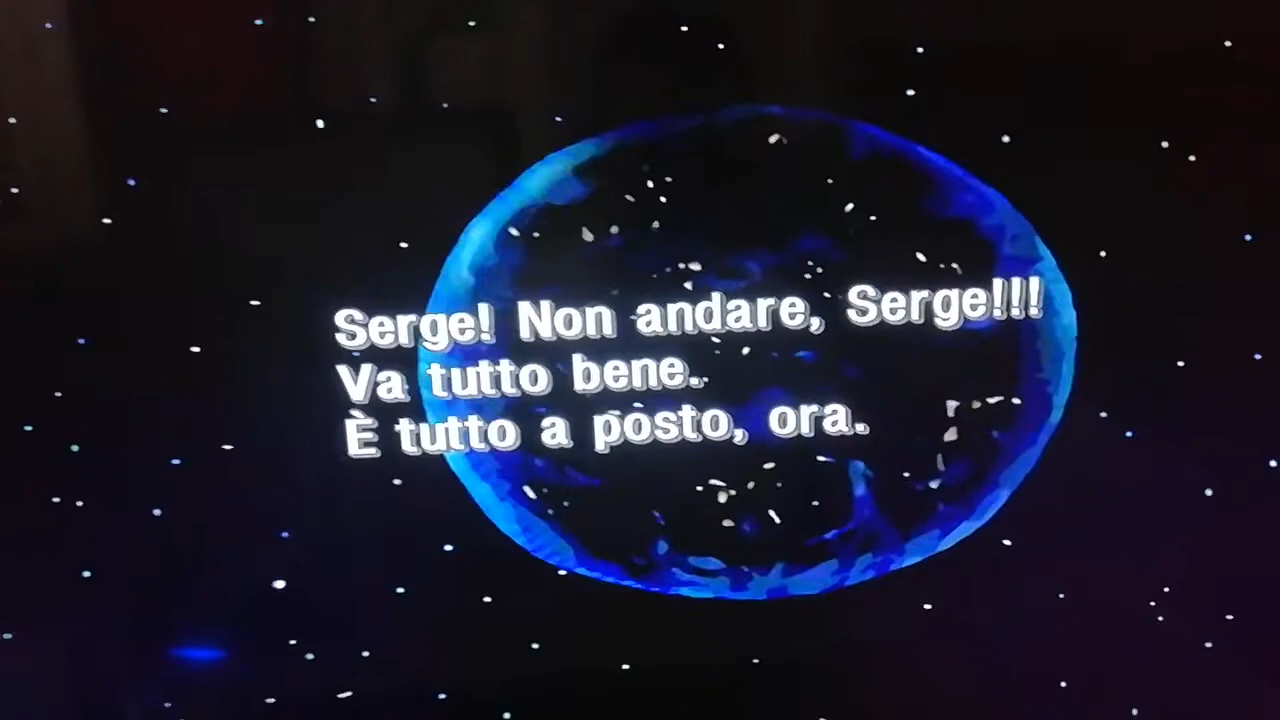 Serge! Non andare, Serge!!!
Va tutto bene.
È tutto a posto, ora.